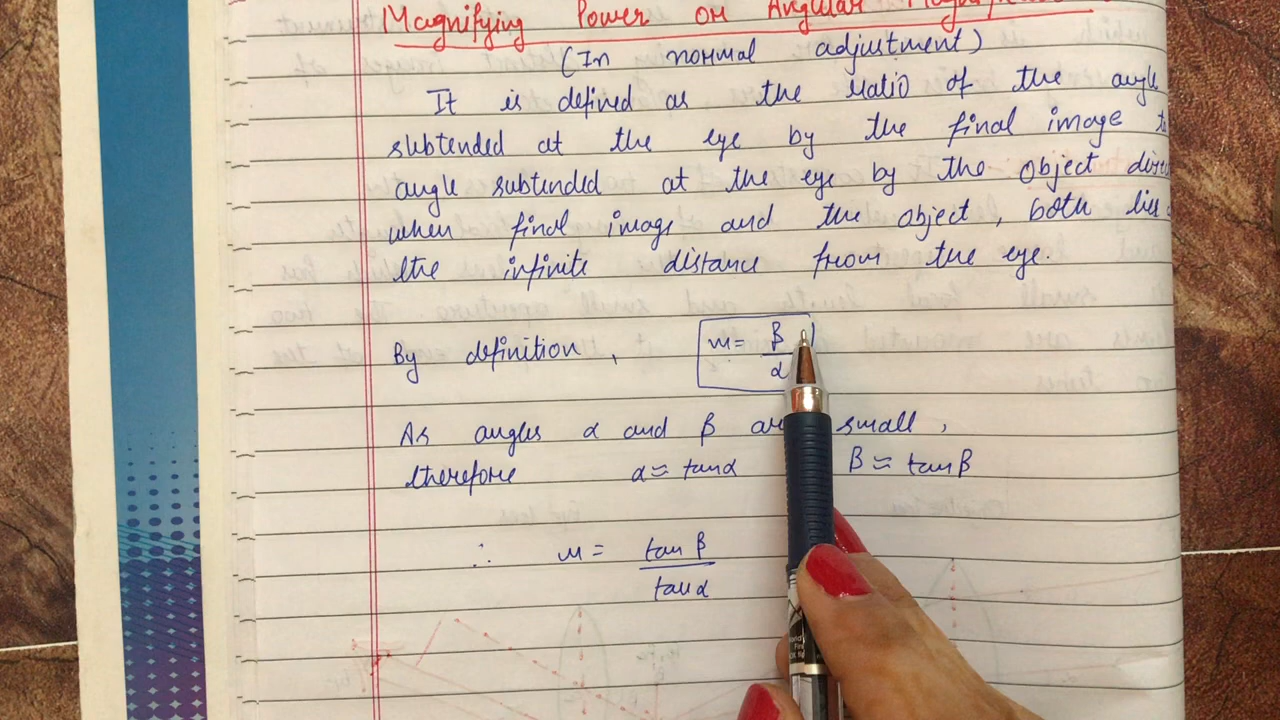 Magnifying Power or Angular
(In normal adjustment)
It is defined as the ratio of the angle
subtended at the eye by the final image
angle subtended at the eye by the object
when final image and the object, both lies
the infinite distance from the eye.
By definition, m = β/α
As angles α and β are small,
therefore α ≈ tanα β ≈ tanβ
∴ m = tan β/tanα